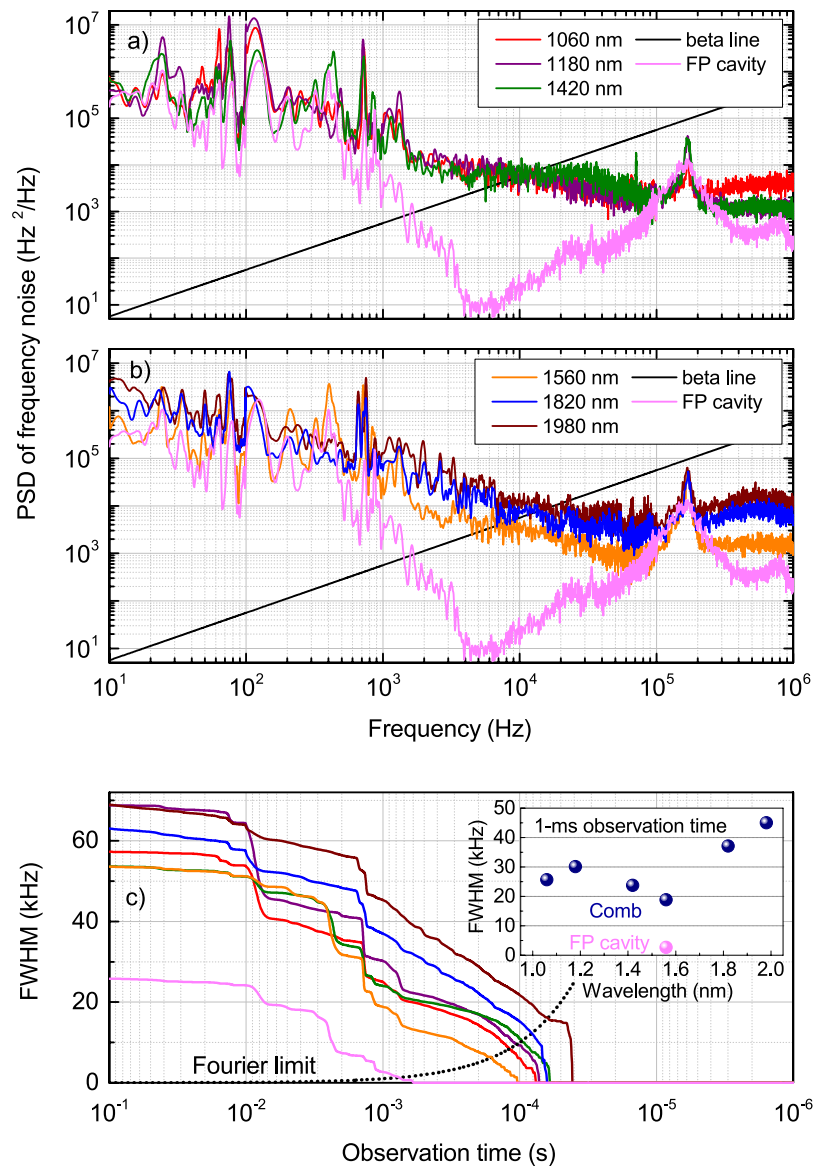 a)
1060 nm
1180 nm
1420 nm
beta line
FP cavity
10^7
10^5
10^3
10^1
PSD of frequency noise (Hz ^2/Hz)
b)
1560 nm
1820 nm
1980 nm
beta line
FP cavity
10^7
10^5
10^3
10^1
10^1 10^2 10^3 10^4 10^5 10^6
Frequency (Hz)
c)
FWHM (kHz)
60
40
20
0
Fourier limit
1-ms observation time
FWHM (kHz)
50
40
30
20
10
0
Comb
FP cavity
1.0 1.2 1.4 1.6 1.8 2.0
Wavelength (nm)
10^-1 10^-2 10^-3 10^-4 10^-5 10^-6
Observation time (s)